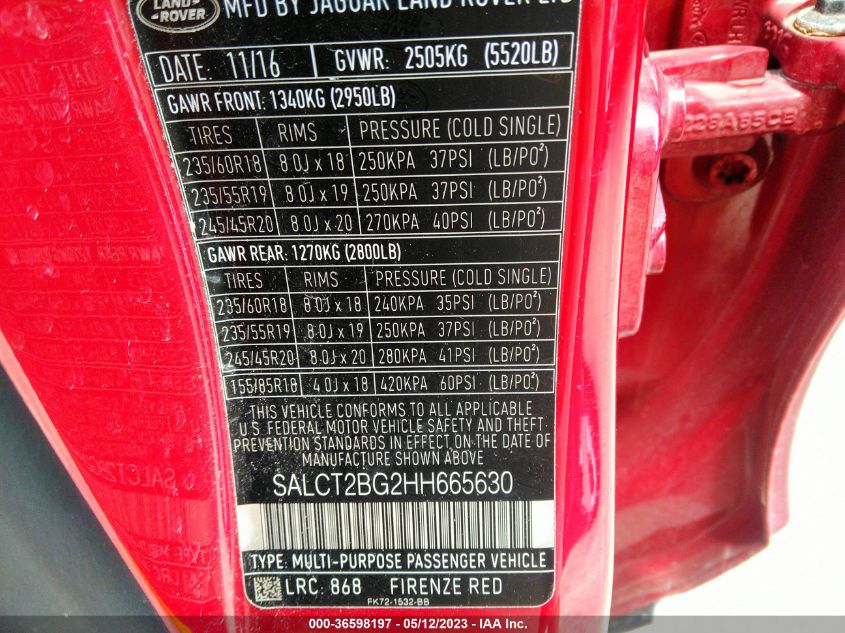 LAND-
-ROVER
MFD BY JAGUAR LAND ROVER LTD
DATE: 11/16 GVWR: 2505KG (5520LB)
GAWR FRONT: 1340KG (2950LB)
TIRES RIMS PRESSURE (COLD SINGLE)
235/60R18 8.0J x 18 250KPA 37PSI (LB/PO²)
235/55R19 8.0J x 19 250KPA 37PSI (LB/PO²)
245/45R20 8.0J x 20 270KPA 40PSI (LB/PO²)
GAWR REAR: 1270KG (2800LB)
TIRES RIMS PRESSURE (COLD SINGLE)
235/60R18 8.0J x 18 240KPA 35PSI (LB/PO²)
235/55R19 8.0J x 19 250KPA 37PSI (LB/PO²)
245/45R20 8.0J x 20 280KPA 41PSI (LB/PO²)
155/85R18 4.0J x 18 420KPA 60PSI (LB/PO²)
THIS VEHICLE CONFORMS TO ALL APPLICABLE
U.S. FEDERAL MOTOR VEHICLE SAFETY AND THEFT
PREVENTION STANDARDS IN EFFECT ON THE DATE OF
MANUFACTURE SHOWN ABOVE
SALCT2BG2HH665630
TYPE: MULTI-PURPOSE PASSENGER VEHICLE
LRC: 868 FIRENZE RED
FK72-1532-BB
000-36598197 - 05/12/2023 - IAA Inc.